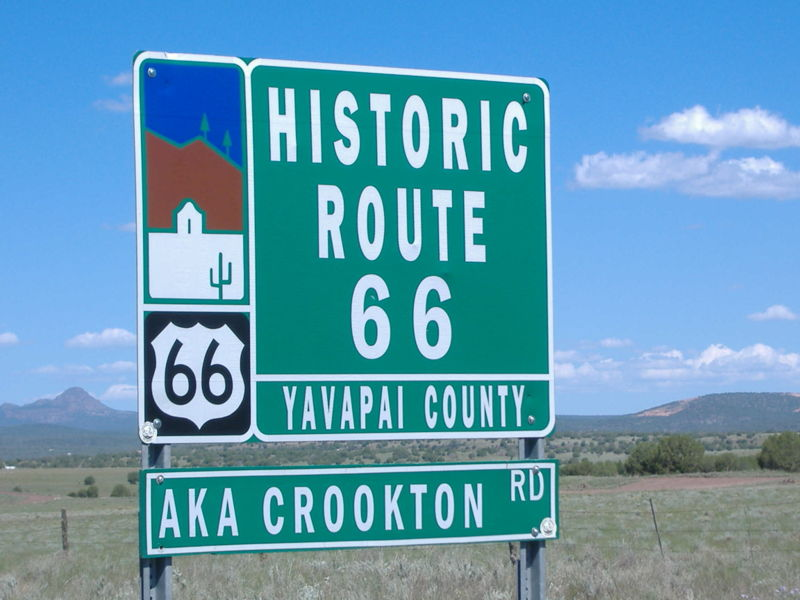 HISTORIC
ROUTE
66
66
YAVAPAI COUNTY
AKA CROOKTON RD